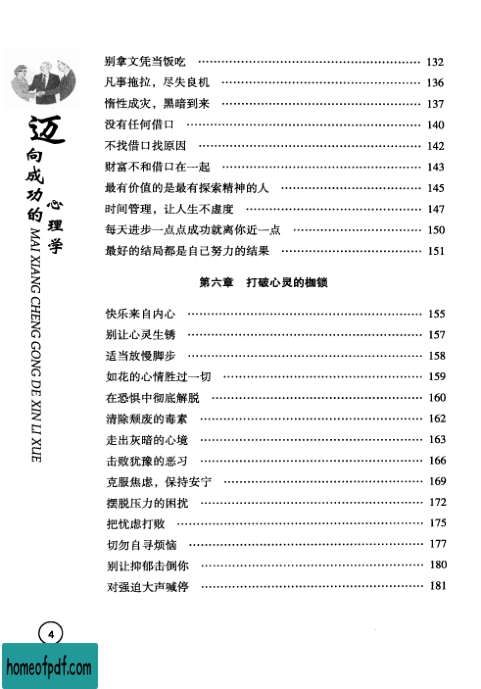 迈向成功的心理学
MAI XIANG CHENG GONG DE XIN LI XUE
别拿文凭当饭吃 132
凡事拖拉，尽失良机 136
惰性成灾，黑暗到来 137
没有任何借口 140
不找借口找原因 142
财富不和借口在一起 143
最有价值的是最有探索精神的人 145
时间管理，让人生不虚度 147
每天进步一点点成功就离你近一点 150
最好的结局都是自己努力的结果 151
第六章 打破心灵的枷锁
快乐来自内心 155
别让心灵生锈 157
适当放慢脚步 158
如花的心情胜过一切 159
在恐惧中彻底解脱 160
清除颓废的毒素 162
走出灰暗的心境 163
击败犹豫的恶习 166
克服焦虑，保持安宁 169
摆脱压力的困扰 172
把忧虑打败 175
切勿自寻烦恼 177
别让抑郁击倒你 180
对强迫大声喊停 181
4
homeofpdf.com